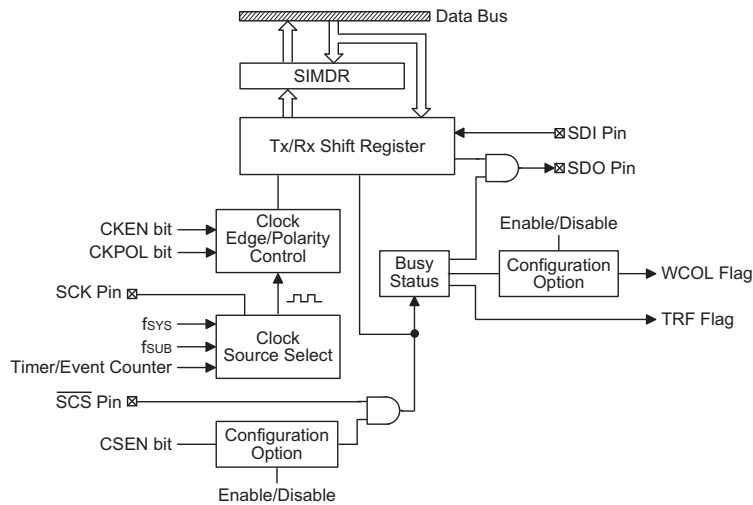 Data Bus
SIMDR
Tx/Rx Shift Register
SDI Pin
SDO Pin
CKEN bit
CKPOL bit
Clock
Edge/Polarity
Control
Enable/Disable
Busy
Status
Configuration
Option
WCOL Flag
TRF Flag
SCK Pin
fSYS
fSUB
Timer/Event Counter
Clock
Source Select
SCS Pin
CSEN bit
Configuration
Option
Enable/Disable